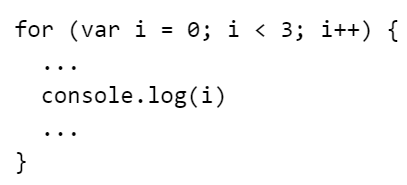 for (var i = 0; i < 3; i++) {
  ...
  console.log(i)
  ...
}